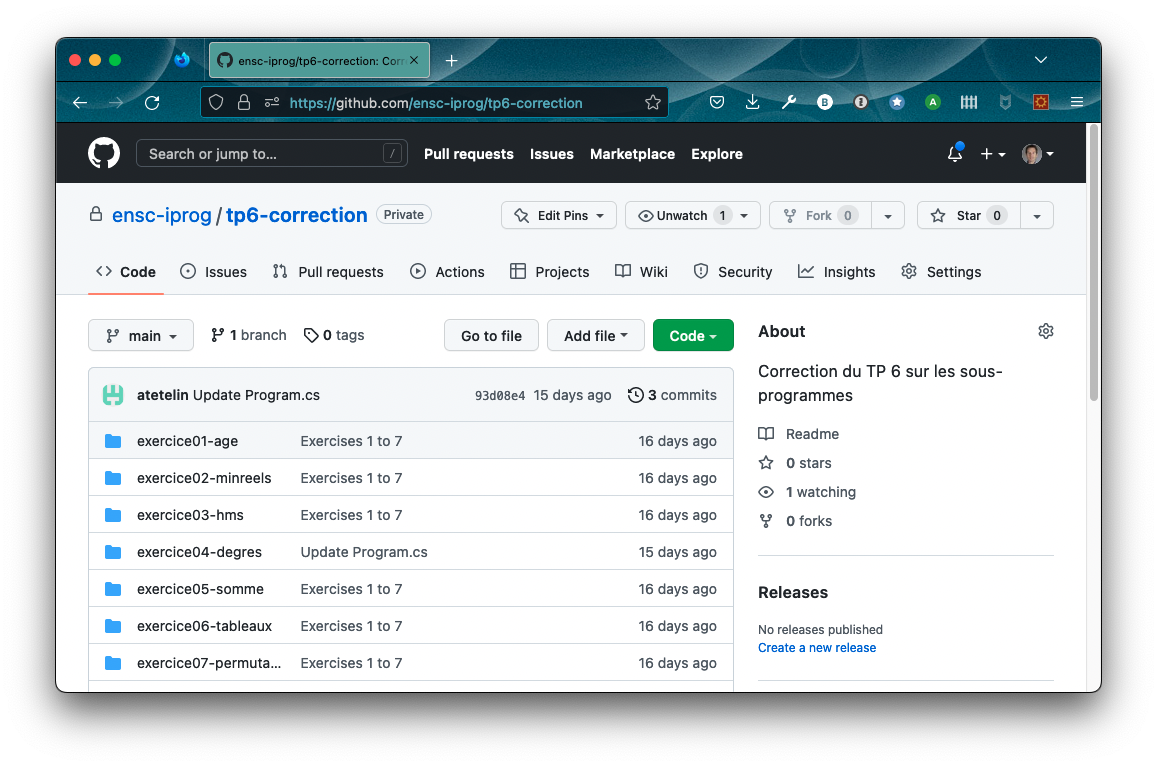 ensc-iprog/tp6-correction: Corr
https://github.com/ensc-iprog/tp6-correction
Search or jump to… /
Pull requests Issues Marketplace Explore
ensc-iprog / tp6-correction Private
Edit Pins Unwatch 1 Fork 0 Star 0
Code Issues Pull requests Actions Projects Wiki Security Insights Settings
main 1 branch 0 tags Go to file Add file Code
atetelin Update Program.cs 93d08e4 15 days ago 3 commits
exercice01-age Exercises 1 to 7 16 days ago
exercice02-minreels Exercises 1 to 7 16 days ago
exercice03-hms Exercises 1 to 7 16 days ago
exercice04-degres Update Program.cs 15 days ago
exercice05-somme Exercises 1 to 7 16 days ago
exercice06-tableaux Exercises 1 to 7 16 days ago
exercice07-permuta… Exercises 1 to 7 16 days ago
About
Correction du TP 6 sur les sous-
programmes
Readme
0 stars
1 watching
0 forks
Releases
No releases published
Create a new release